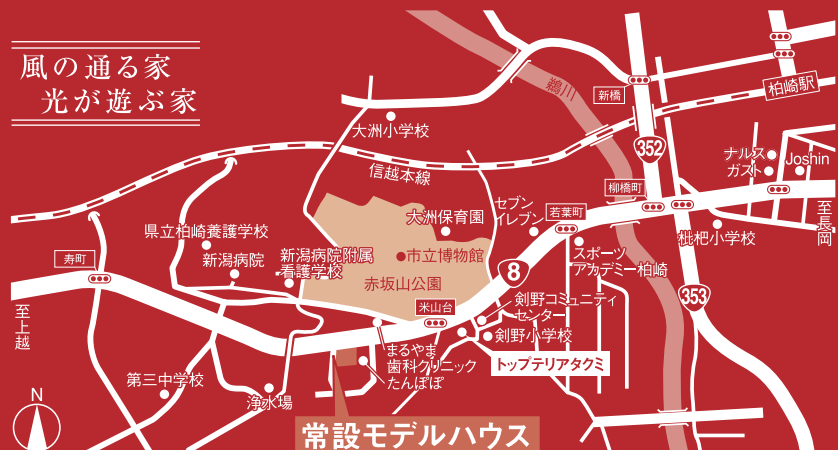 風の通る家
光が遊ぶ家
鵜川
新橋
柏崎駅
大洲小学校
352
信越本線
ナルス
ガスト
Joshin
柳橋町
至長岡
セブン
イレブン
若葉町
大洲保育園
枇杷小学校
県立柏崎養護学校
寿町
新潟病院
新潟病院附属
看護学校
市立博物館
赤坂山公園
スポーツ
アカデミー柏崎
8
353
米山台
剣野コミュニティ
センター
剣野小学校
至上越
まるやま
歯科クリニック
たんぽぽ
トップテリアタクミ
第三中学校
浄水場
N
常設モデルハウス